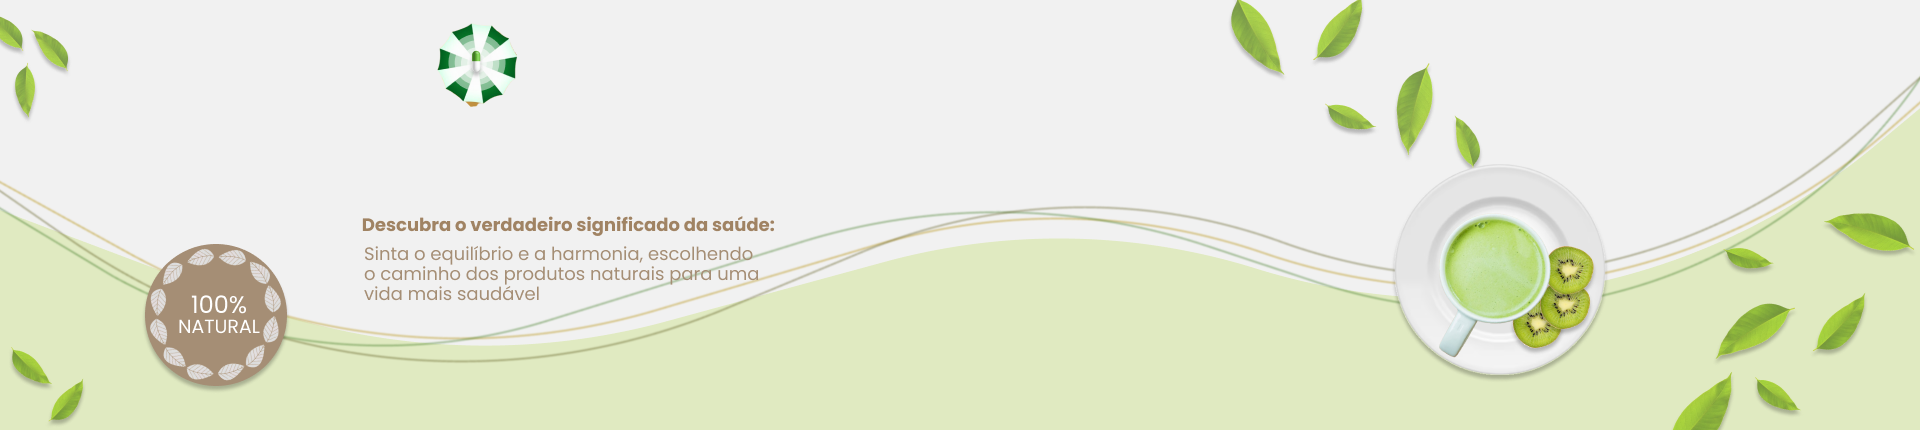 Descubra o verdadeiro significado da saúde:
Sinta o equilíbrio e a harmonia, escolhendo
o caminho dos produtos naturais para uma
vida mais saudável
100%
NATURAL